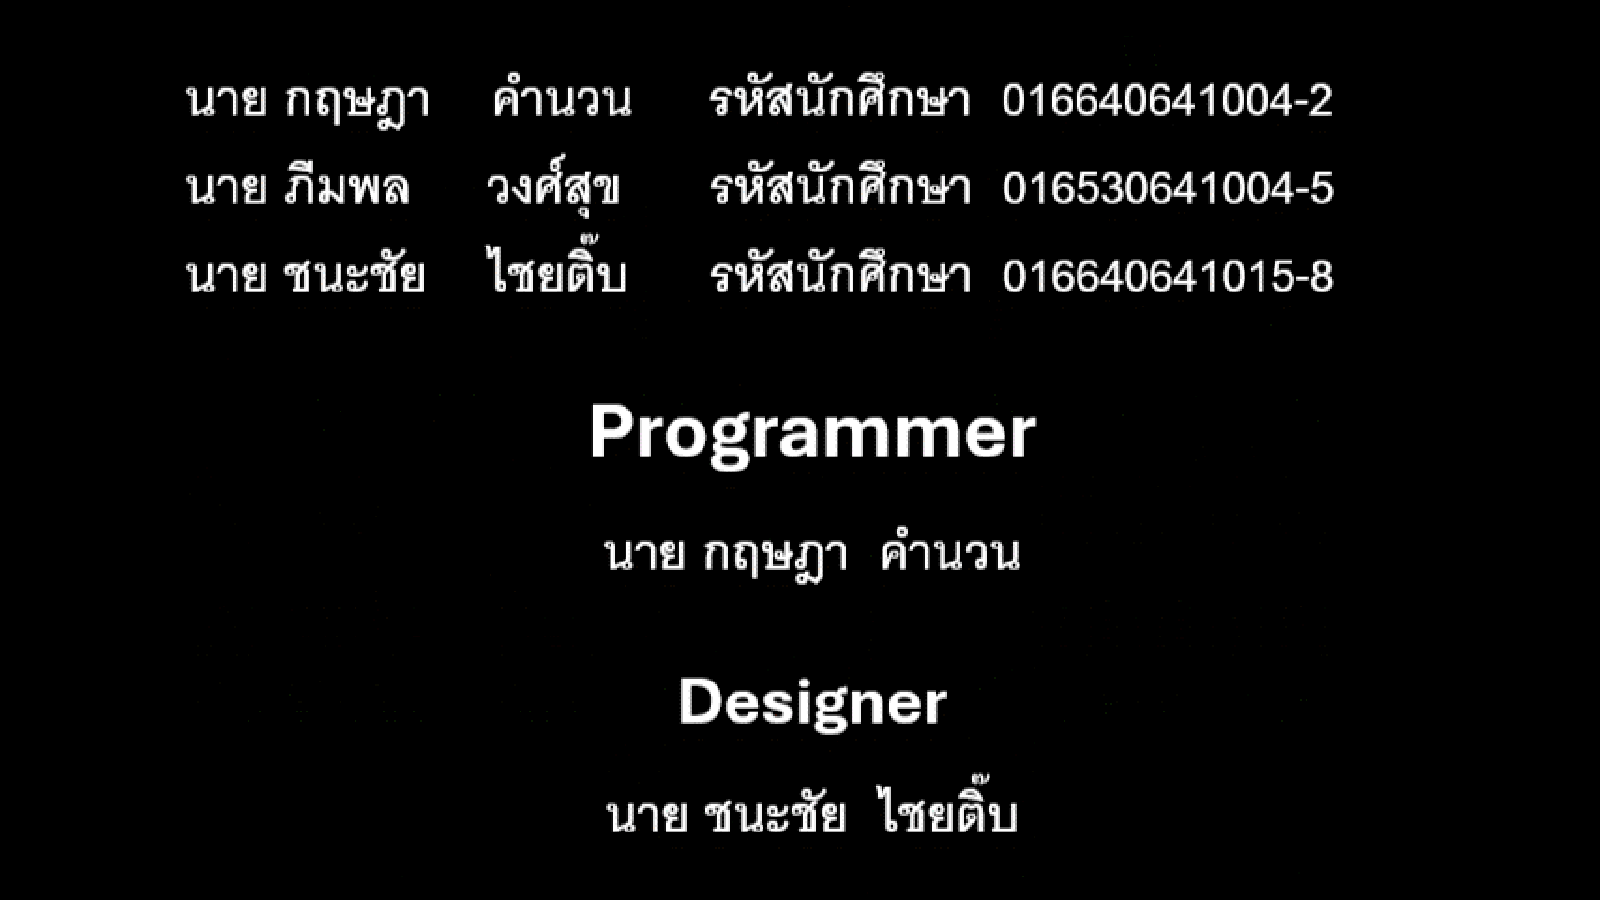 นาย กฤษฎา คำนวน รหัสนักศึกษา 016640641004-2
นาย ภีมพล วงศ์สุข รหัสนักศึกษา 016530641004-5
นาย ชนะชัย ไชยติ๊บ รหัสนักศึกษา 016640641015-8
Programmer
นาย กฤษฎา คำนวน
Designer
นาย ชนะชัย ไชยติ๊บ